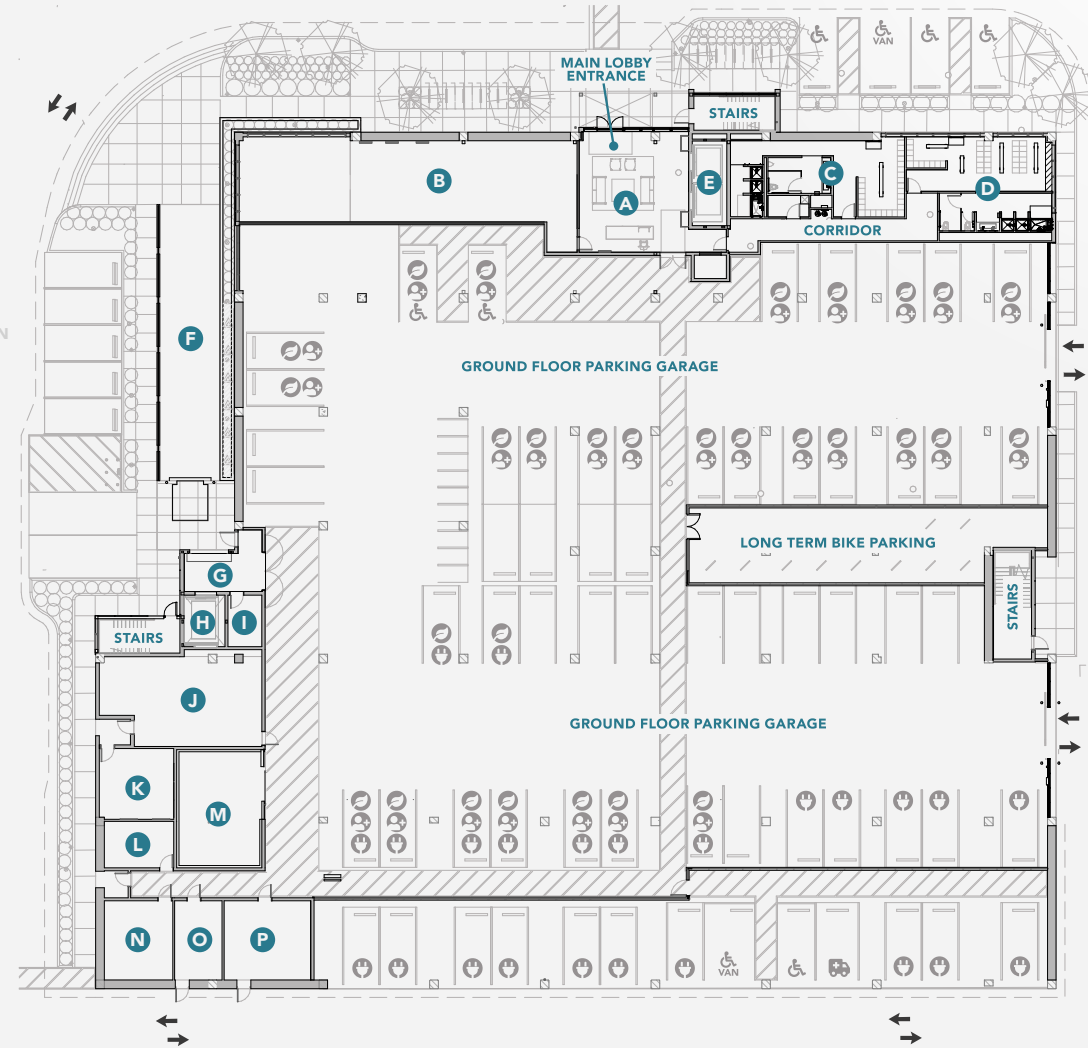 VAN
MAIN LOBBY
ENTRANCE
STAIRS
B
A
E
C
D
CORRIDOR
F
N
GROUND FLOOR PARKING GARAGE
LONG TERM BIKE PARKING
G
H
I
STAIRS
STAIRS
J
GROUND FLOOR PARKING GARAGE
K
M
L
N
O
P
VAN